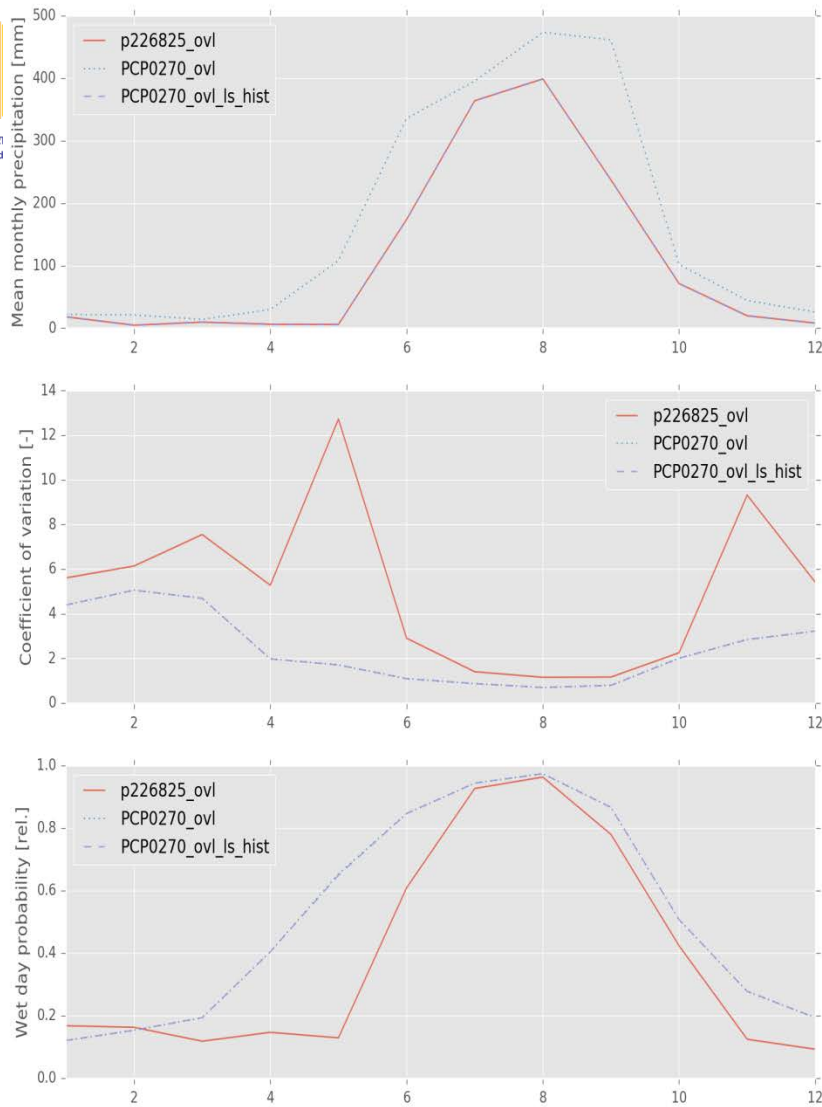 500
400
300
200
100
0
Mean monthly precipitation [mm]
p226825_ovl
PCP0270_ovl
PCP0270_ovl_ls_hist
2 4 6 8 10 12
14
12
10
8
6
4
2
0
Coefficient of variation [-]
p226825_ovl
PCP0270_ovl
PCP0270_ovl_ls_hist
2 4 6 8 10 12
1.0
0.8
0.6
0.4
0.2
0.0
Wet day probability [rel.]
p226825_ovl
PCP0270_ovl
PCP0270_ovl_ls_hist
2 4 6 8 10 12